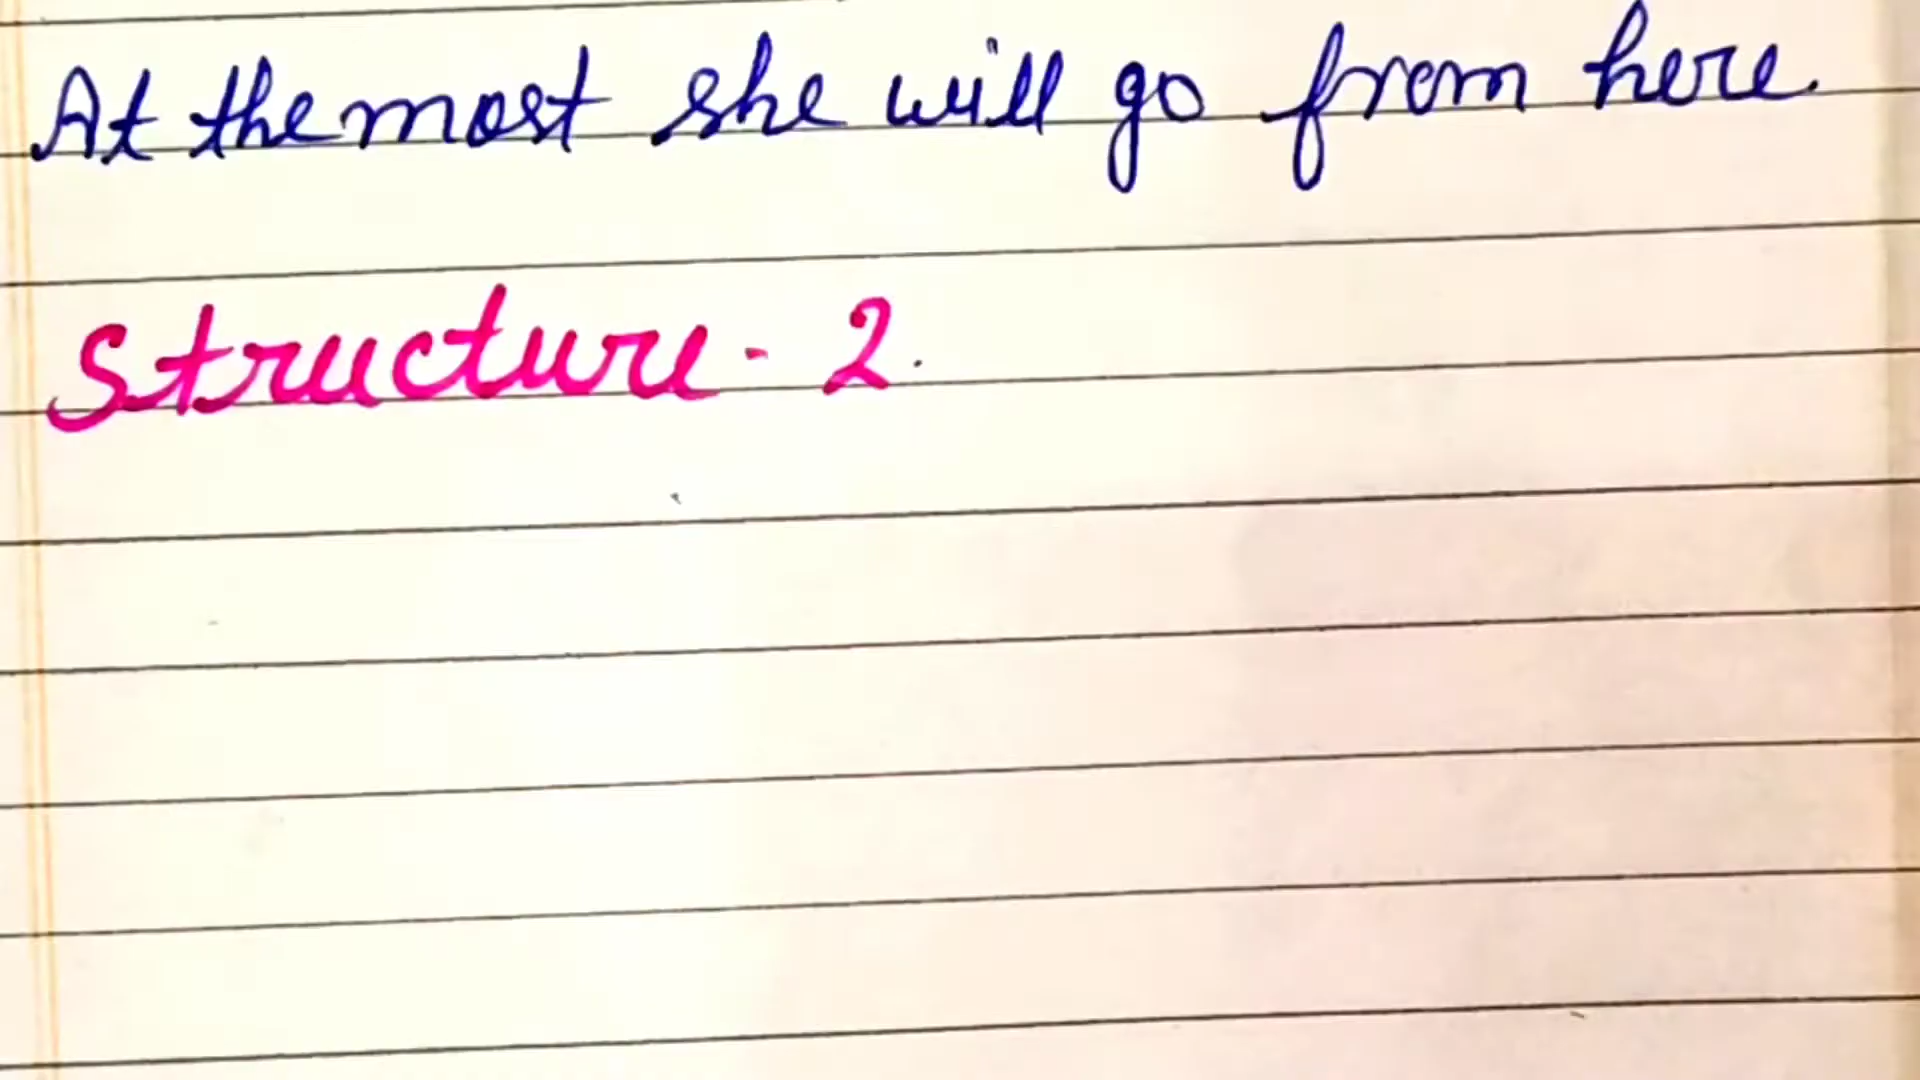 At the most she will go from here.
Structure - 2.